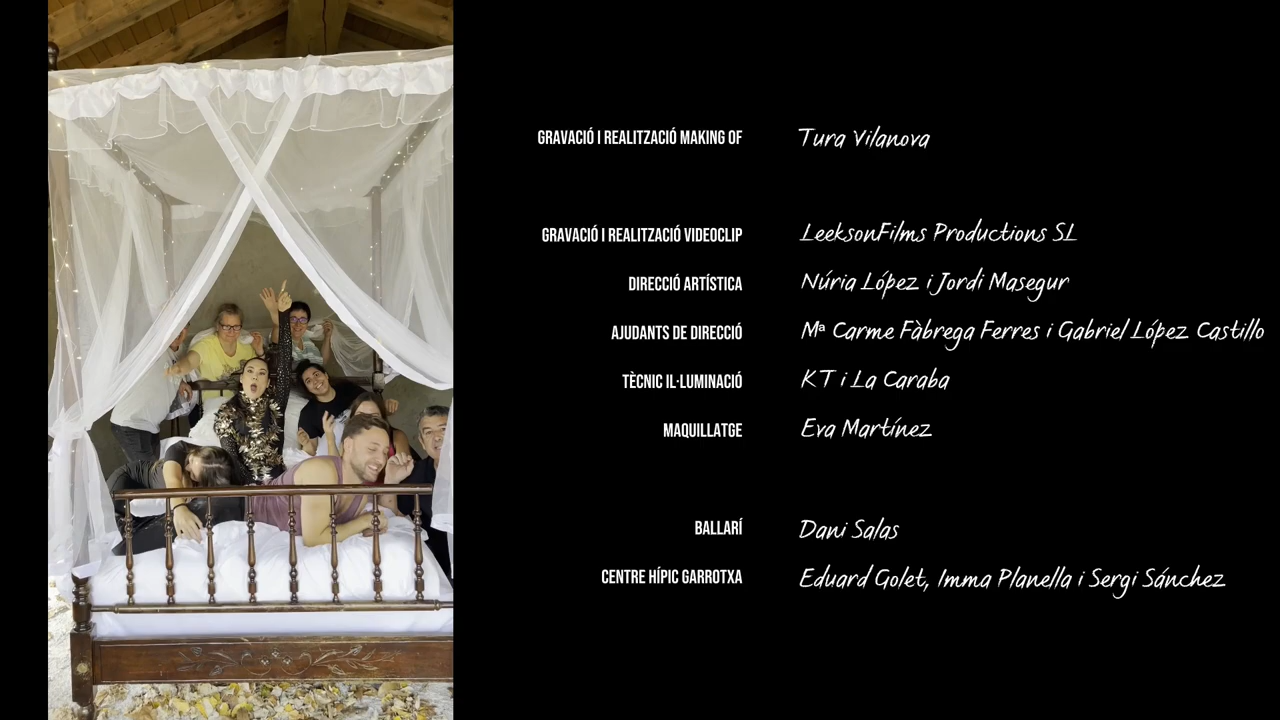 GRAVACIÓ I REALITZACIÓ MAKING OF Tura Vilanova
GRAVACIÓ I REALITZACIÓ VIDEOCLIP LeeksonFilms Productions SL
DIRECCIÓ ARTÍSTICA Núria López i Jordi Masegur
AJUDANTS DE DIRECCIÓ Mª Carme Fàbrega Ferres i Gabriel López Castillo
TÈCNIC IL·LUMINACIÓ KT i La Caraba
MAQUILLATGE Eva Martínez
BALLARÍ Dani Salas
CENTRE HÍPIC GARROTXA Eduard Golet, Imma Planella i Sergi Sánchez